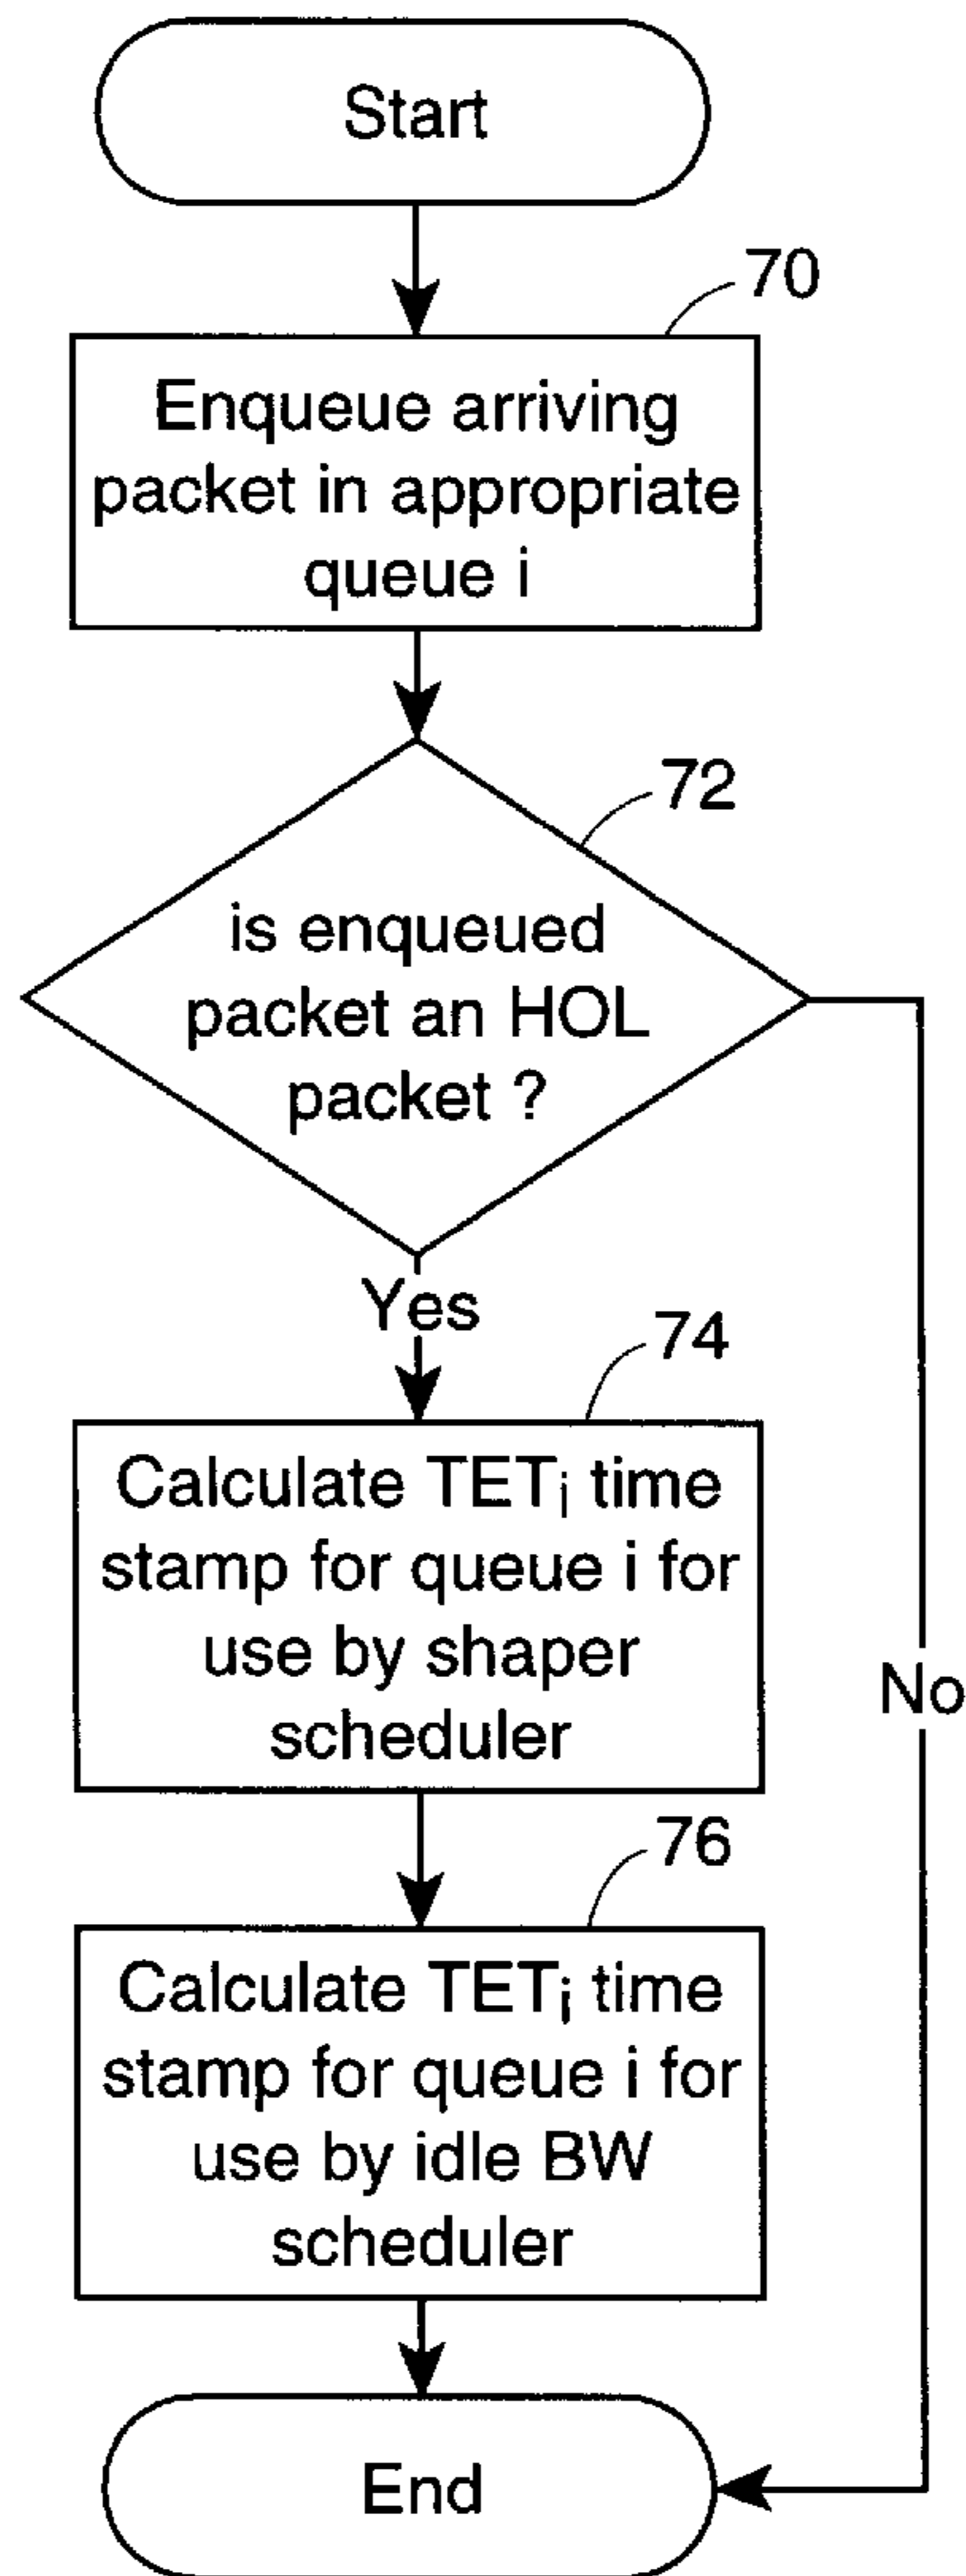 Start
70
Enqueue arriving
packet in appropriate
queue i
72
is enqueued
packet an HOL
packet ?
Yes
74
Calculate TETi time
stamp for queue i for
use by shaper
scheduler
No
76
Calculate TETi time
stamp for queue i for
use by idle BW
scheduler
End